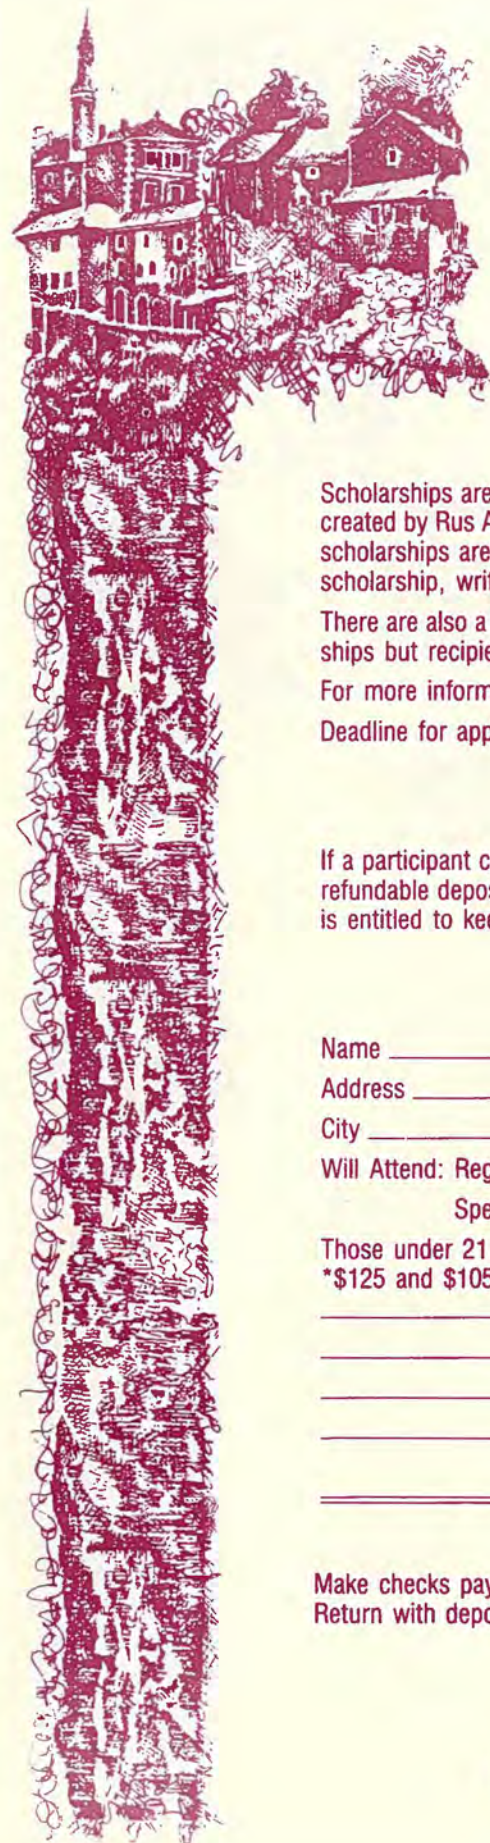 Scholarships are
created by Rus A
scholarships are
scholarship, writ
There are also a
ships but recipie
For more inform
Deadline for app
If a participant c
refundable depos
is entitled to kee
Name
Address
City
Will Attend: Reg
Spe
Those under 21
*$125 and $105
Make checks pay
Return with depo